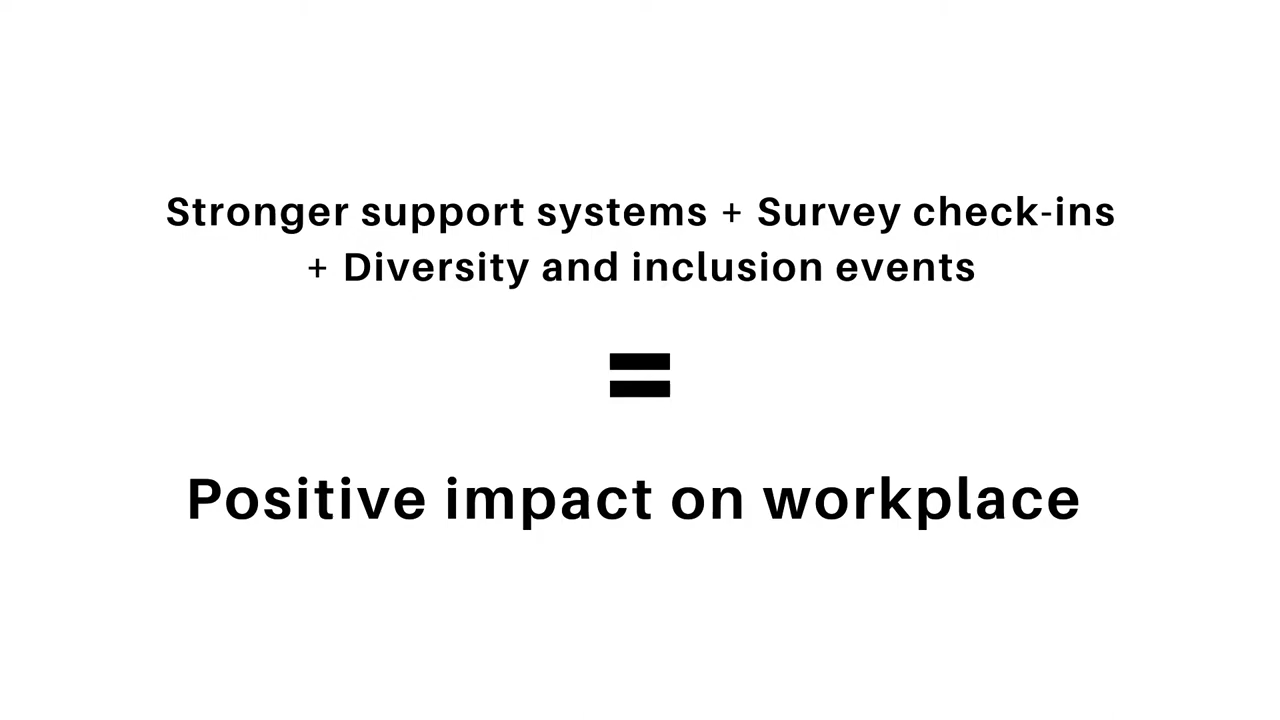 Stronger support systems + Survey check-ins
+ Diversity and inclusion events
=
Positive impact on workplace